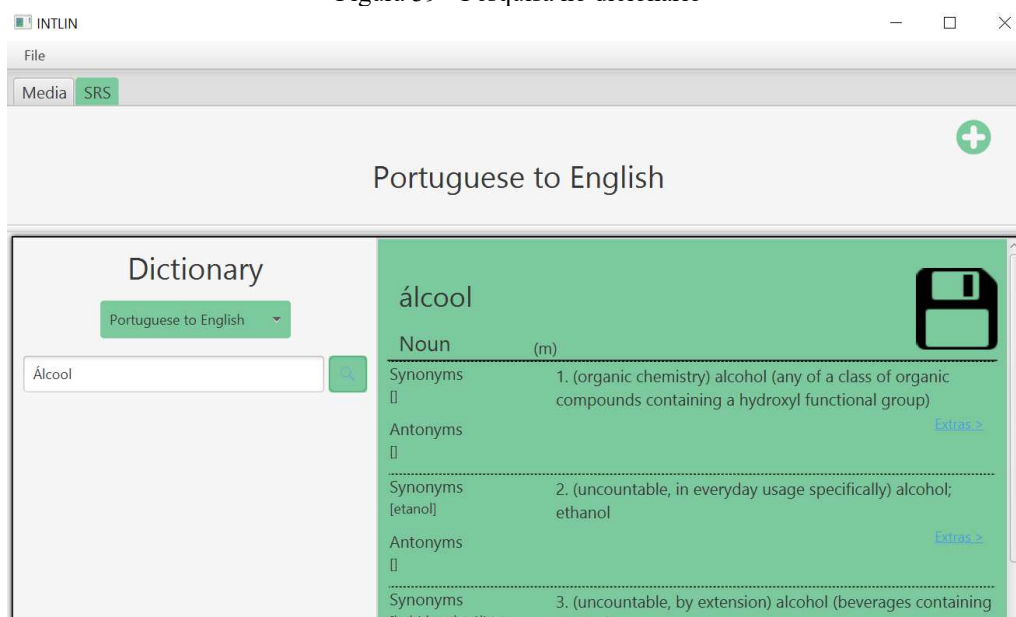 INTLIN
File
Media SRS
Portuguese to English
Dictionary
Portuguese to English
Álcool
álcool
Noun (m)
Synonyms
[]
1. (organic chemistry) alcohol (any of a class of organic
compounds containing a hydroxyl functional group)
Extras >
Antonyms
[]
Synonyms
[etanol]
2. (uncountable, in everyday usage specifically) alcohol;
ethanol
Extras >
Antonyms
[]
Synonyms
3. (uncountable, by extension) alcohol (beverages containing